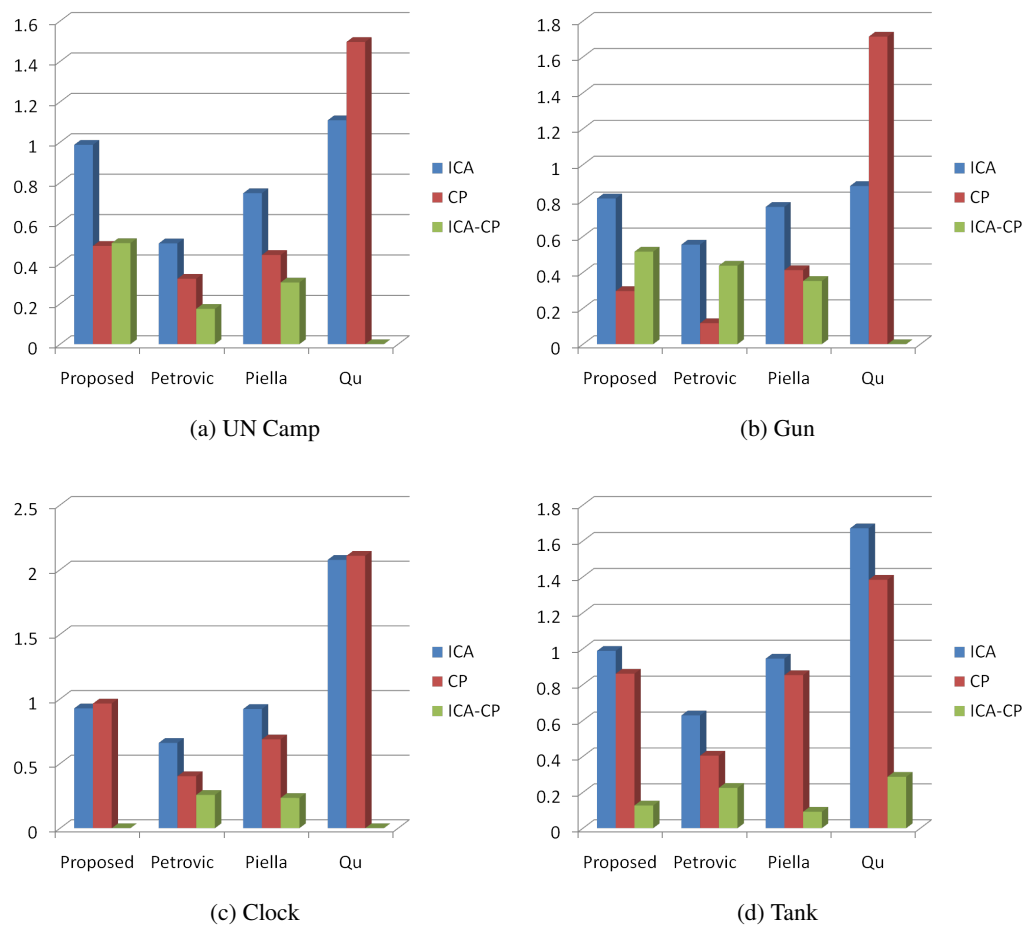 1.6
1.4
1.2
1
0.8
0.6
0.4
0.2
0
Proposed Petrovic Piella Qu
ICA
CP
ICA-CP
(a) UN Camp
1.8
1.6
1.4
1.2
1
0.8
0.6
0.4
0.2
0
Proposed Petrovic Piella Qu
ICA
CP
ICA-CP
(b) Gun
2.5
2
1.5
1
0.5
0
Proposed Petrovic Piella Qu
ICA
CP
ICA-CP
(c) Clock
1.8
1.6
1.4
1.2
1
0.8
0.6
0.4
0.2
0
Proposed Petrovic Piella Qu
ICA
CP
ICA-CP
(d) Tank